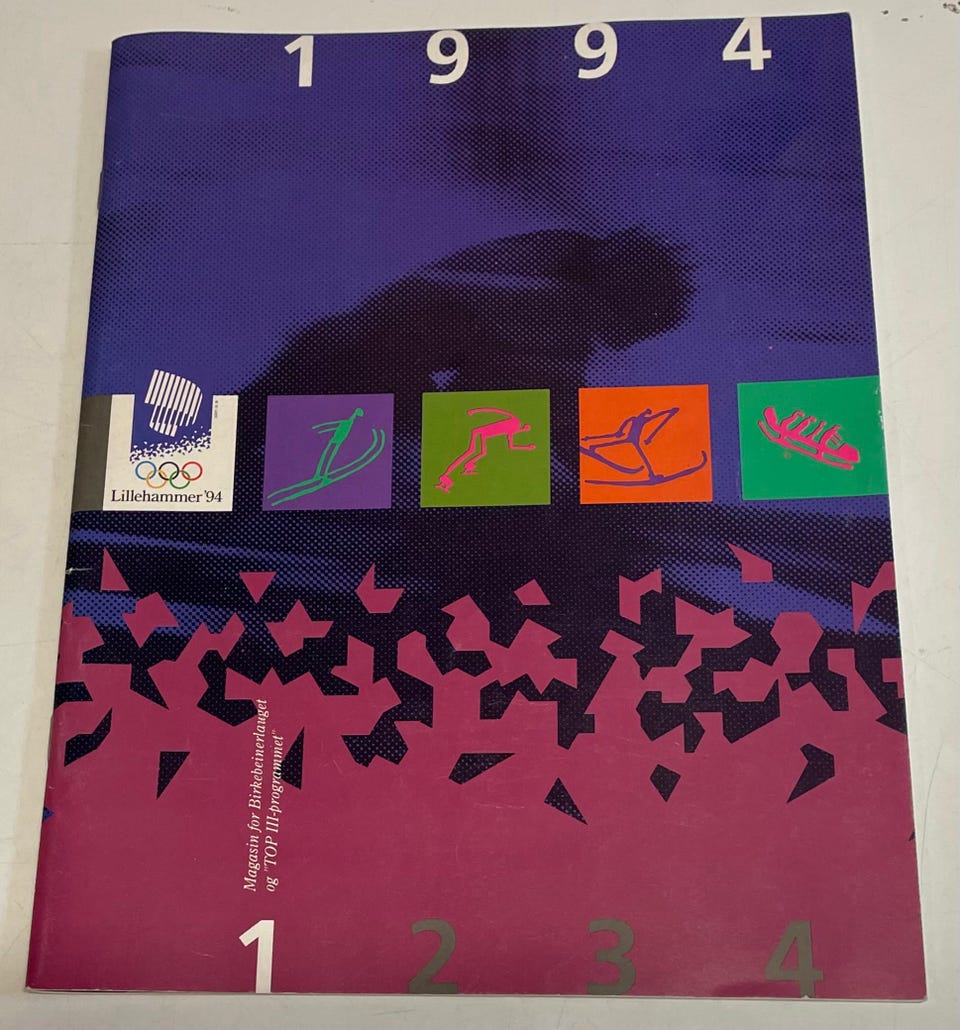 1 9 9 4
Lillehammer'94
Magasin for Birkebeinerlauget
og "TOP III-programmet"
1 2 3 4